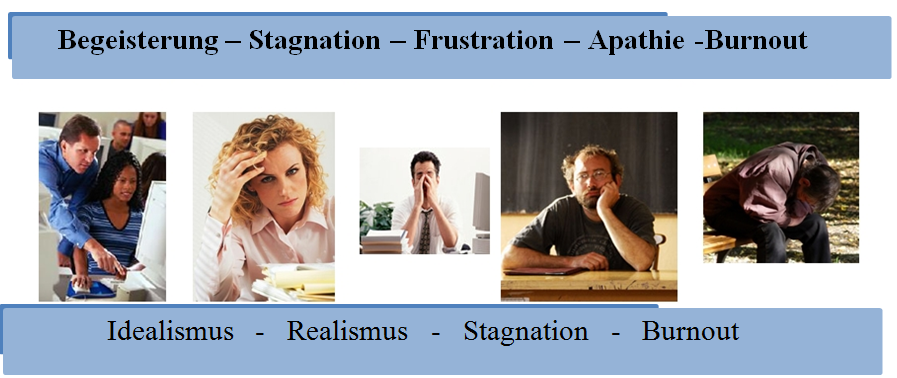 Begeisterung – Stagnation – Frustration – Apathie -Burnout
Idealismus - Realismus - Stagnation - Burnout